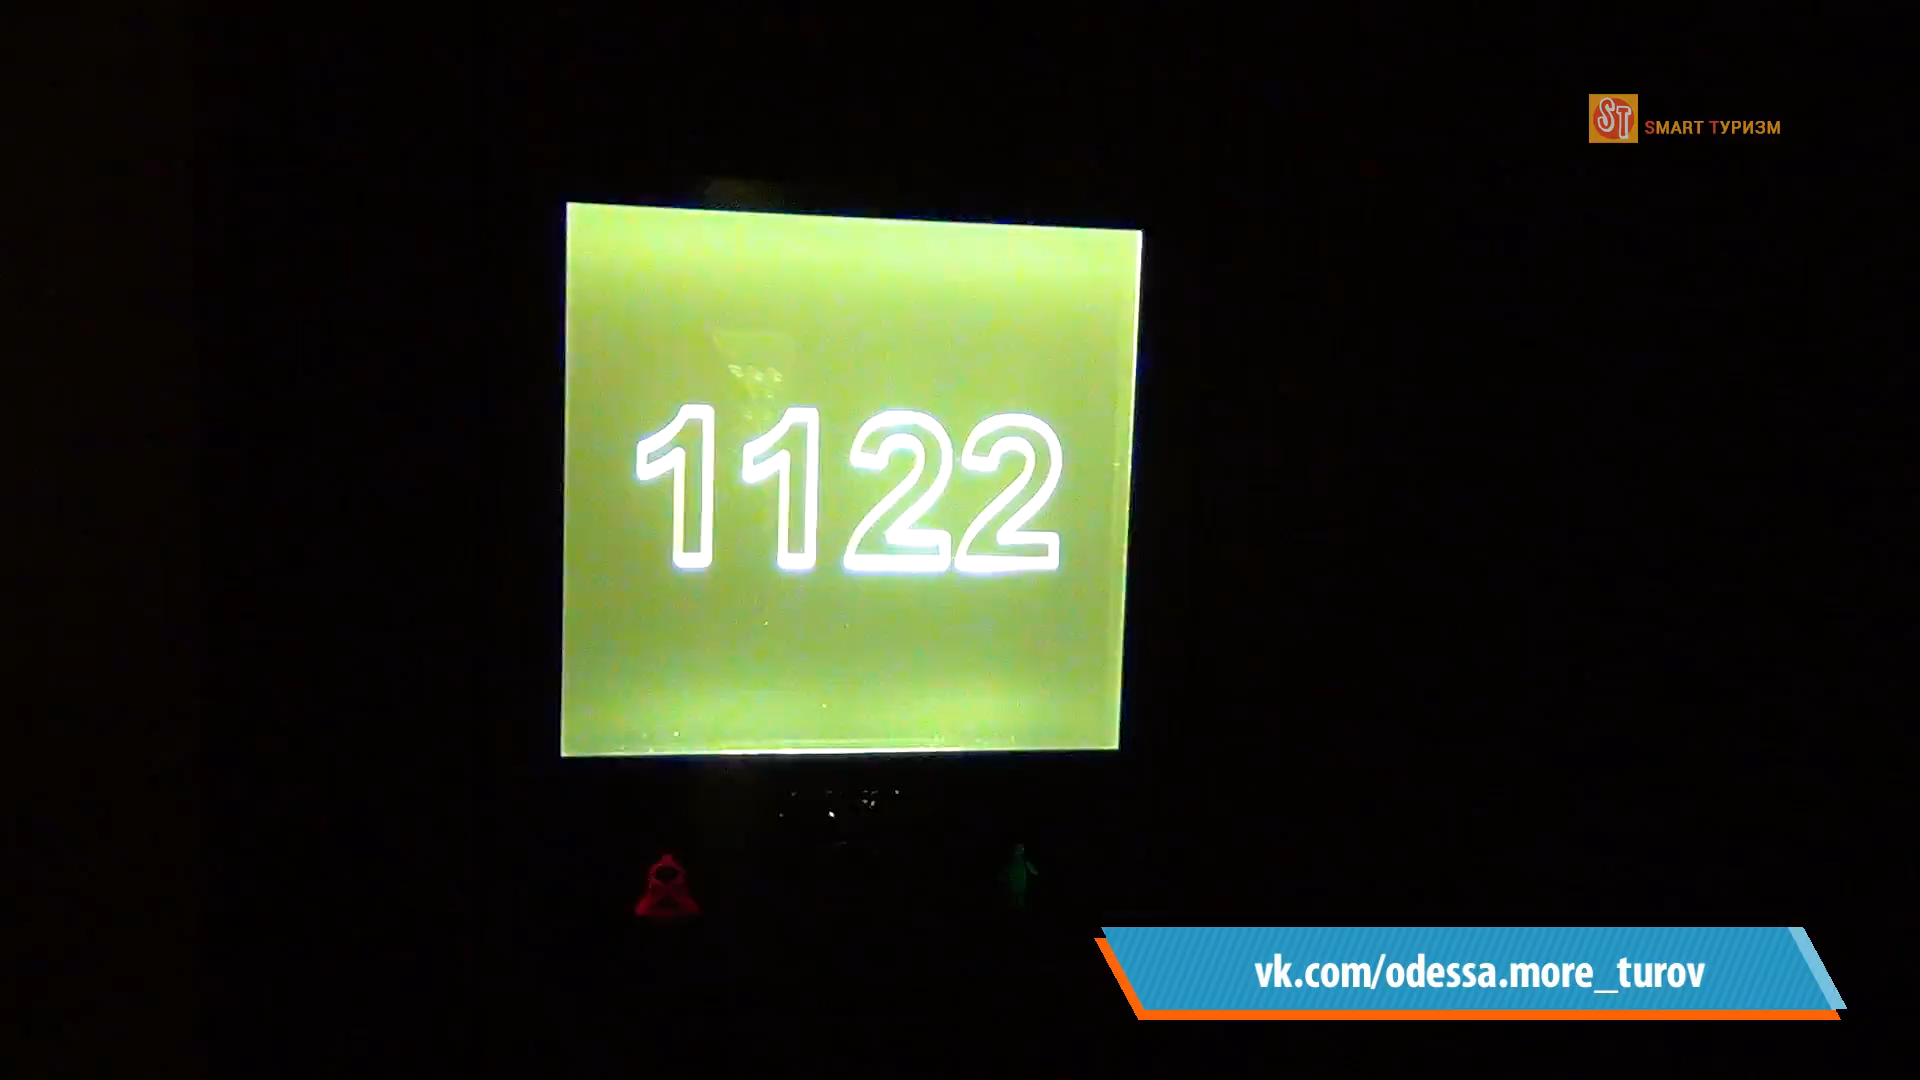 ST SMART ТУРИЗМ
1122
vk.com/odessa.more_turov